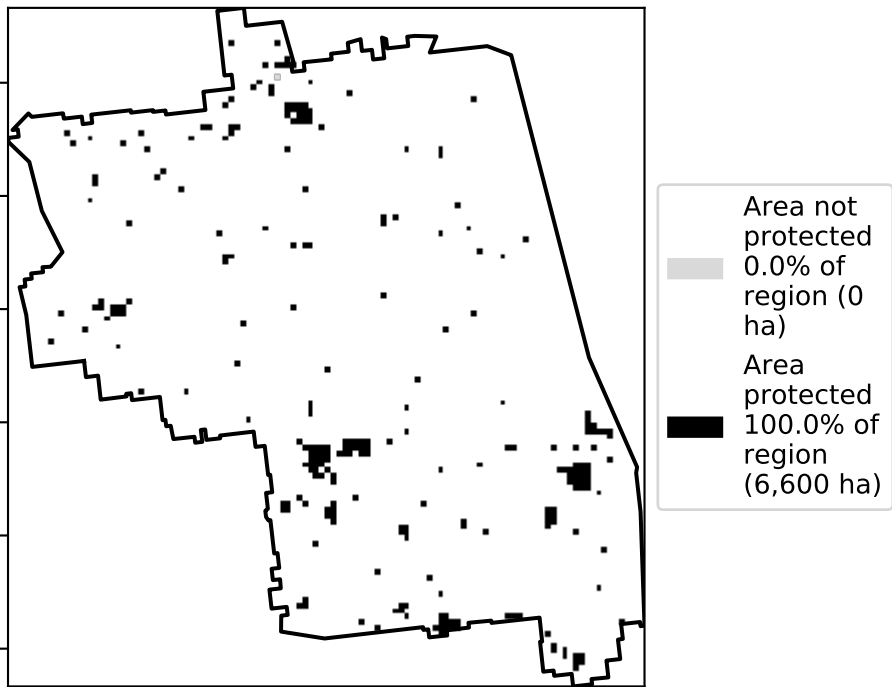 Area not
protected
0.0% of
region (0
ha)
Area
protected
100.0% of
region
(6,600 ha)